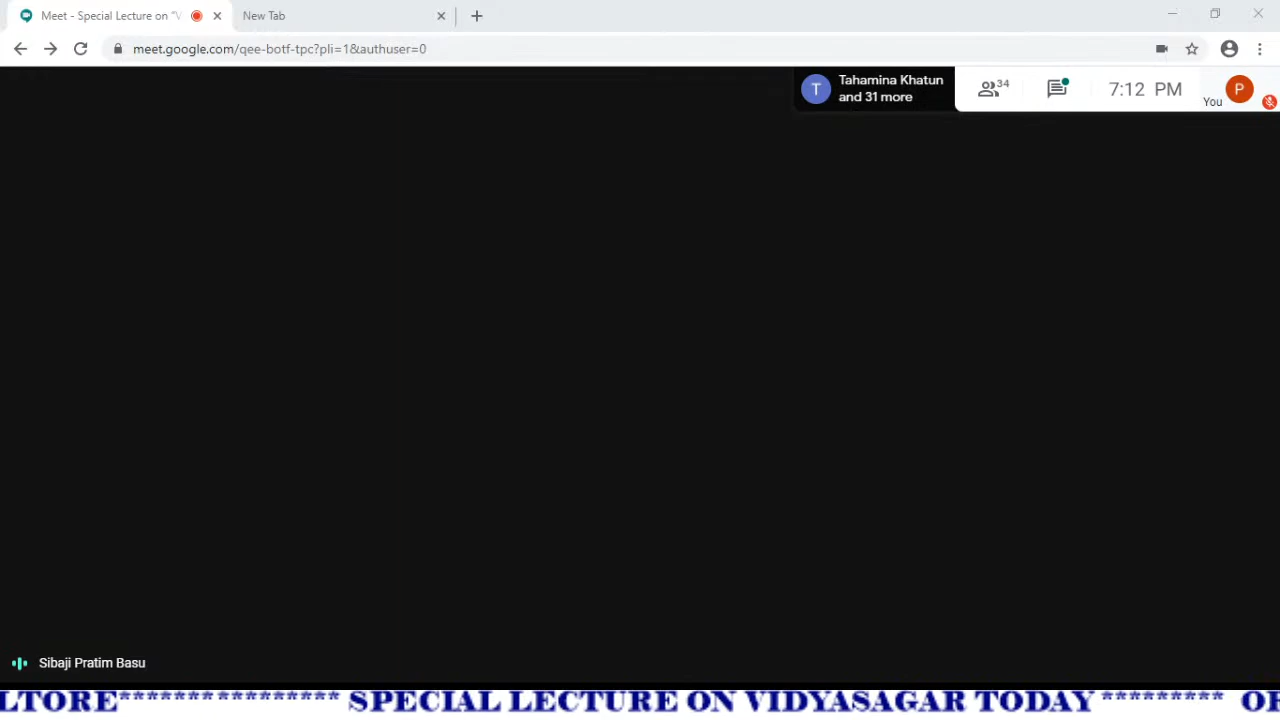 Meet - Special Lecture on "V
New Tab
meet.google.com/qee-botf-tpc?pli=1&authuser=0
T
Tahamina Khatun
and 31 more
34
7:12 PM
You
P
Sibaji Pratim Basu
LTORE**************** SPECIAL LECTURE ON VIDYASAGAR TODAY ********* OR